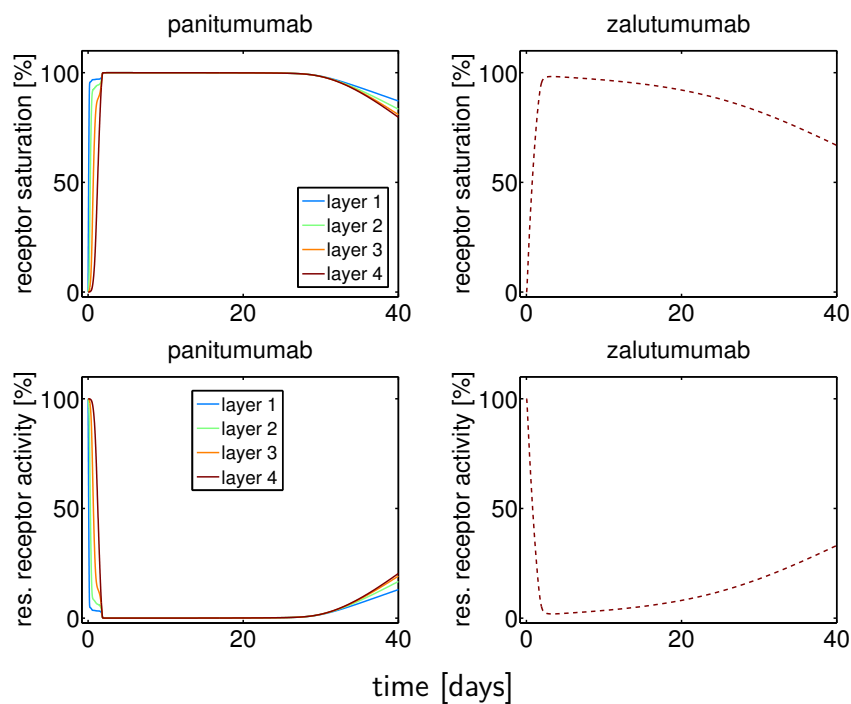 panitumumab
zalutumumab
receptor saturation [%]
100
50
0
layer 1
layer 2
layer 3
layer 4
0
20
40
receptor saturation [%]
100
50
0
0
20
40
panitumumab
zalutumumab
res. receptor activity [%]
100
50
0
layer 1
layer 2
layer 3
layer 4
0
20
40
res. receptor activity [%]
100
50
0
0
20
40
time [days]